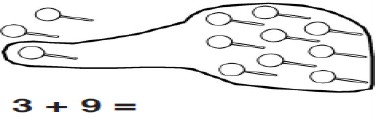 3 + 9 =